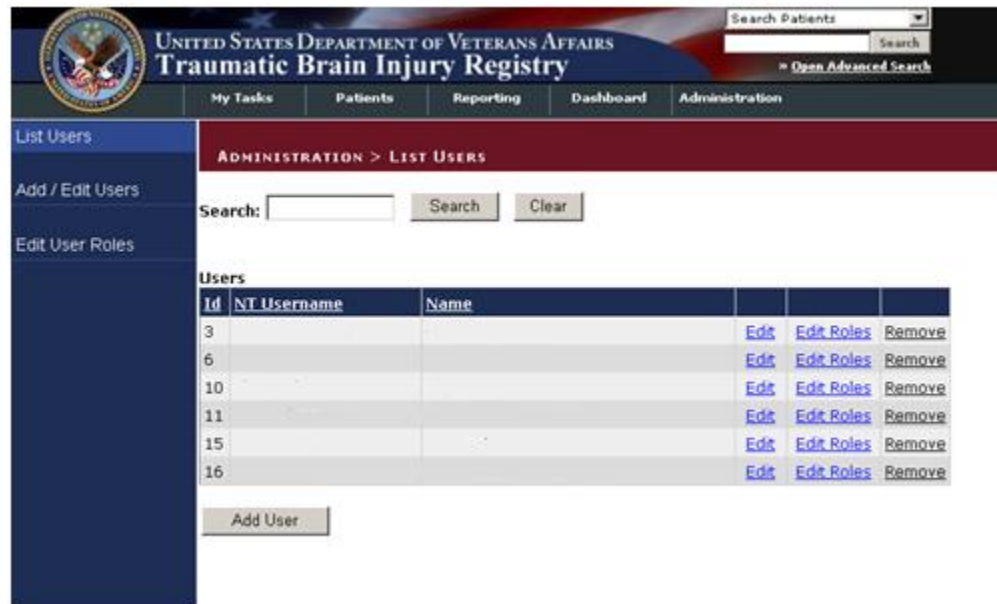 Search Patients
UNITED STATES DEPARTMENT OF VETERANS AFFAIRS
Search
Traumatic Brain Injury Registry
» Open Advanced Search
My Tasks Patients Reporting Dashboard Administration
List Users
ADMINISTRATION > LIST USERS
Add / Edit Users
Search: Search Clear
Edit User Roles
Users
Id NT Username Name
3 Edit Edit Roles Remove
6 Edit Edit Roles Remove
10 Edit Edit Roles Remove
11 Edit Edit Roles Remove
15 Edit Edit Roles Remove
16 Edit Edit Roles Remove
Add User